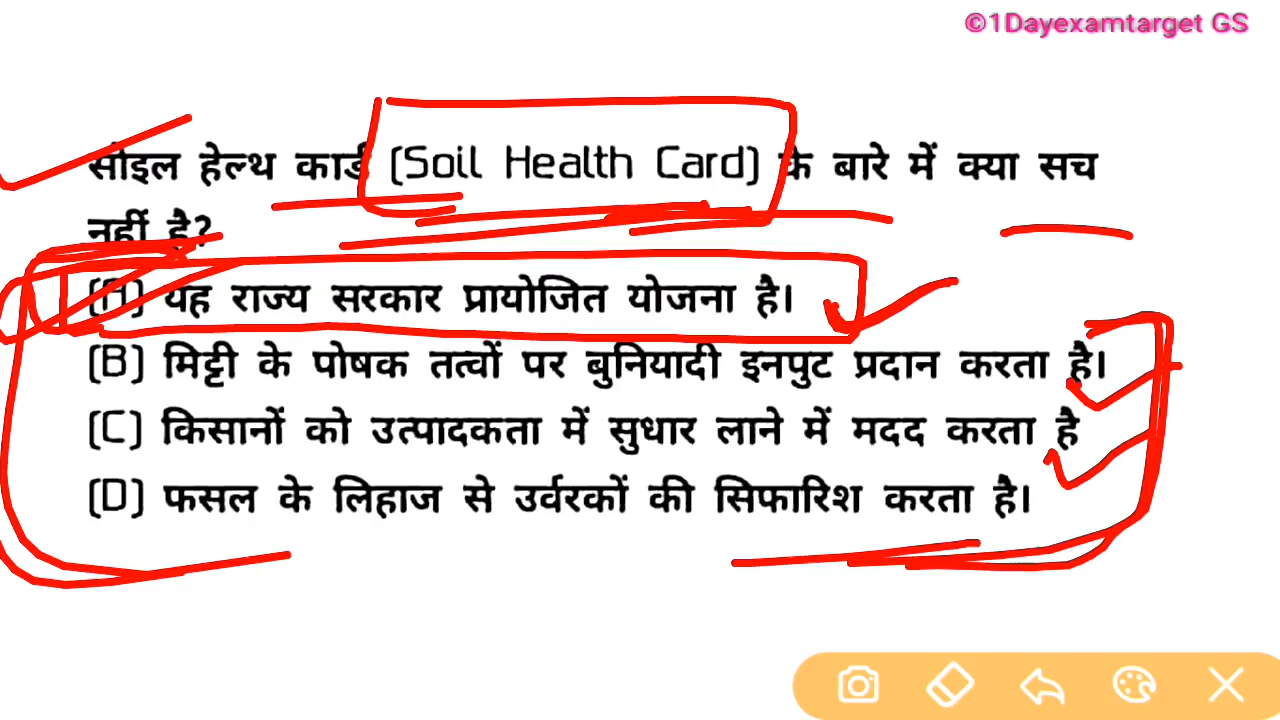 ©1Dayexamtarget GS
सोइल हेल्थ कार्ड (Soil Health Card) के बारे में क्या सच
नहीं है?
(A) यह राज्य सरकार प्रायोजित योजना है।
(B) मिट्टी के पोषक तत्वों पर बुनियादी इनपुट प्रदान करता है।
(C) किसानों को उत्पादकता में सुधार लाने में मदद करता है
(D) फसल के लिहाज से उर्वरकों की सिफारिश करता है।